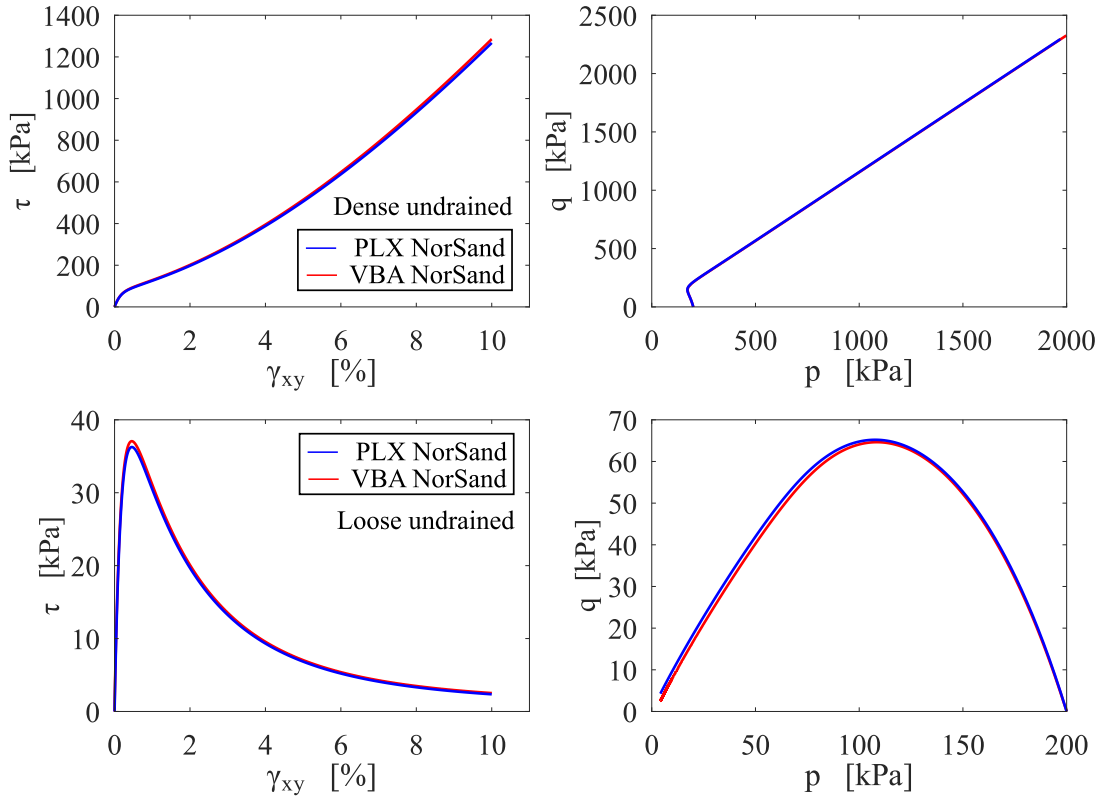 1400
1200
1000
800
600
400
200
0
τ [kPa]
Dense undrained
PLX NorSand
VBA NorSand
0 2 4 6 8 10
γxy [%]
2500
2000
1500
1000
500
0
q [kPa]
0 500 1000 1500 2000
p [kPa]
40
30
20
10
0
τ [kPa]
PLX NorSand
VBA NorSand
Loose undrained
0 2 4 6 8 10
γxy [%]
70
60
50
40
30
20
10
0
q [kPa]
0 50 100 150 200
p [kPa]